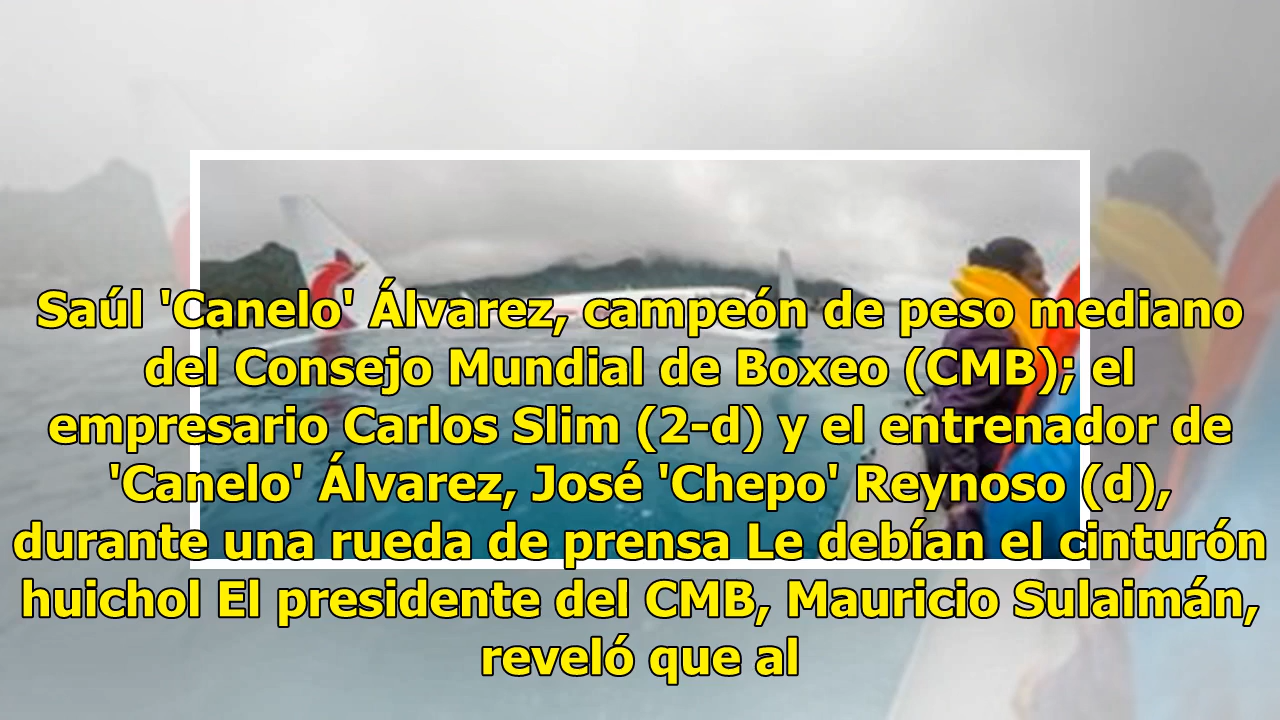 Saúl 'Canelo' Álvarez, campeón de peso mediano
del Consejo Mundial de Boxeo (CMB); el
empresario Carlos Slim (2-d) y el entrenador de
'Canelo' Álvarez, José 'Chepo' Reynoso (d),
durante una rueda de prensa Le debían el cinturón
huichol El presidente del CMB, Mauricio Sulaimán,
reveló que al